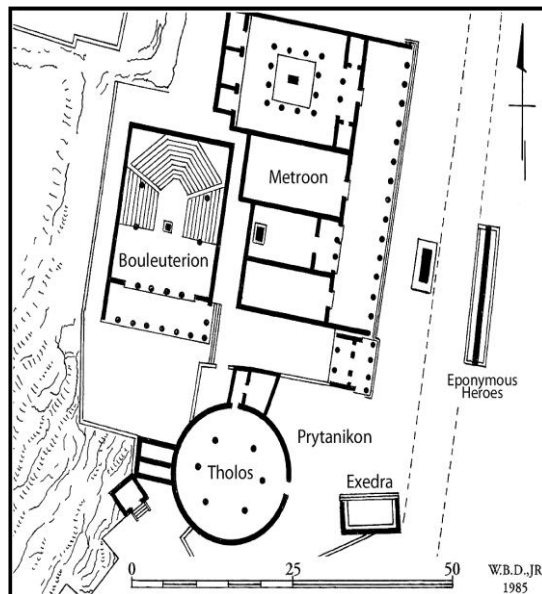 Metroon
Bouleuterion
Eponymous
Heroes
Prytanikon
Tholos
Exedra
0 25 50
W.B.D.,JR
1985